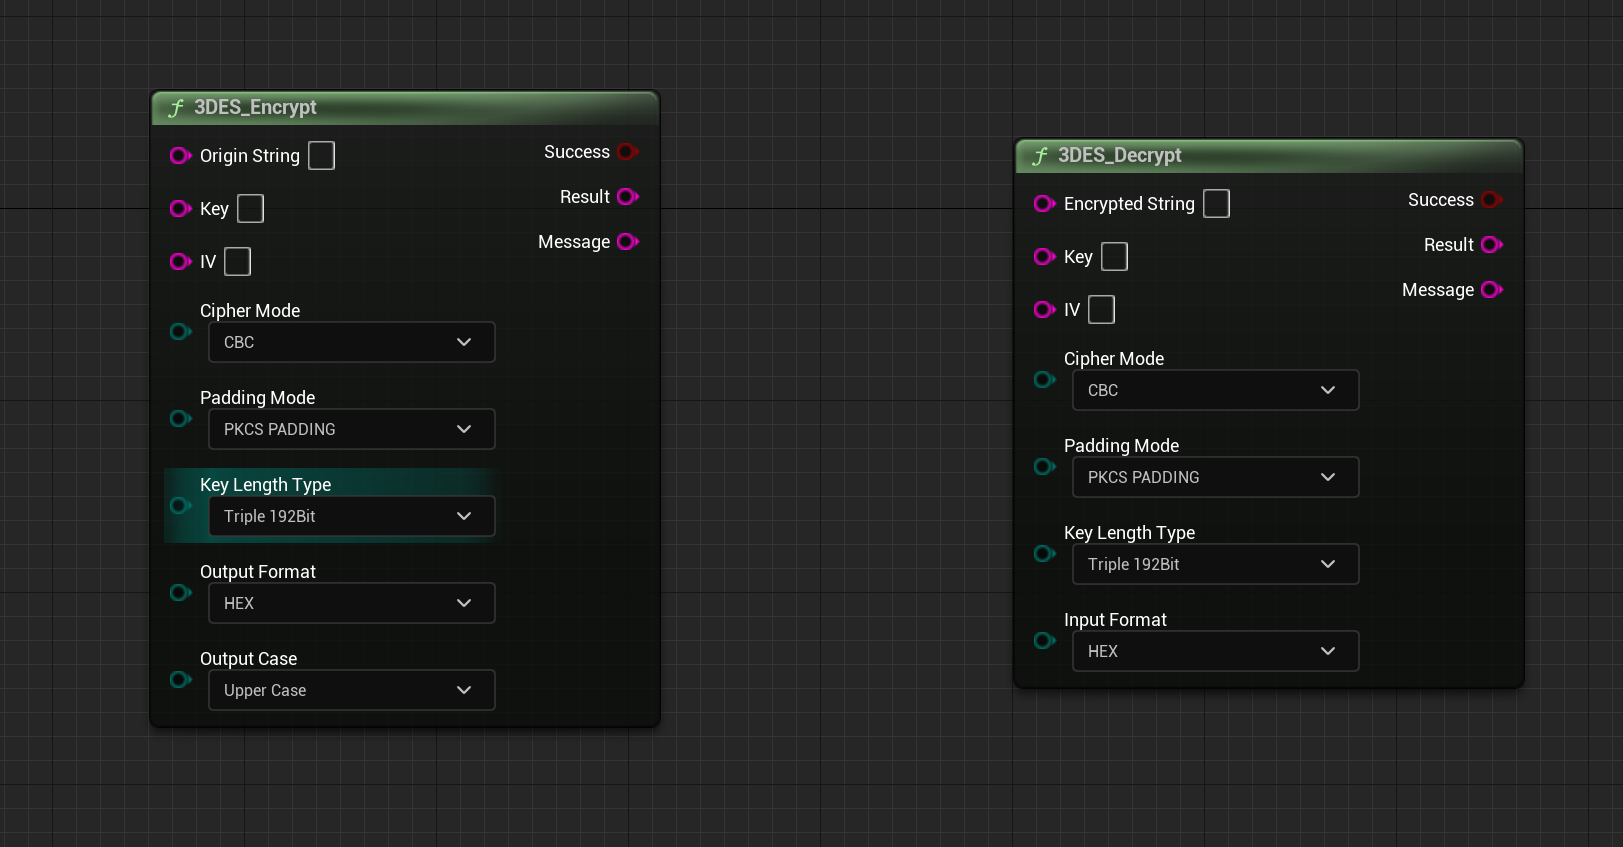 3DES_Encrypt
Origin String
Success
Key
Result
IV
Message
Cipher Mode
CBC
Padding Mode
PKCS PADDING
Key Length Type
Triple 192Bit
Output Format
HEX
Output Case
Upper Case
3DES_Decrypt
Encrypted String
Success
Key
Result
IV
Message
Cipher Mode
CBC
Padding Mode
PKCS PADDING
Key Length Type
Triple 192Bit
Input Format
HEX